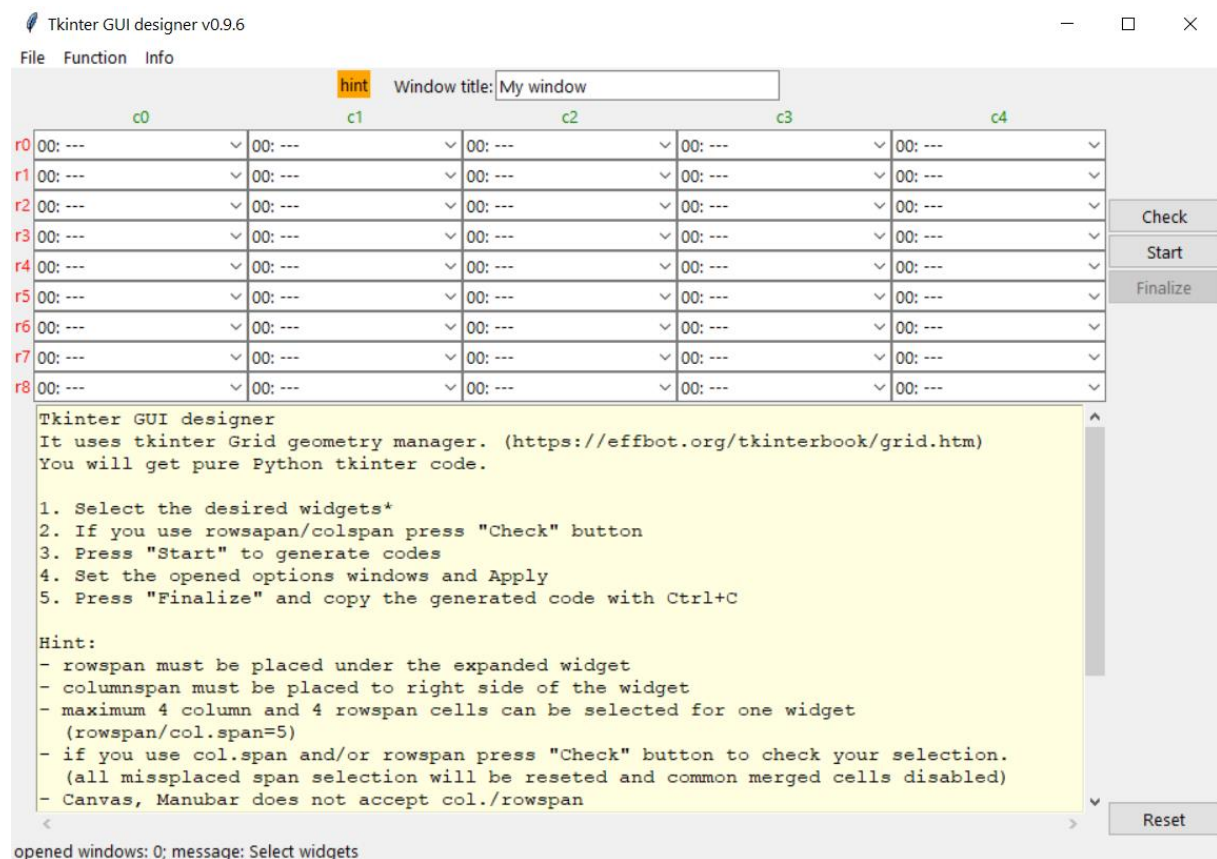 Tkinter GUI designer v0.9.6
File Function Info
hint Window title: My window
c0 c1 c2 c3 c4
r0 00: --- 00: --- 00: --- 00: --- 00: ---
r1 00: --- 00: --- 00: --- 00: --- 00: ---
r2 00: --- 00: --- 00: --- 00: --- 00: ---
r3 00: --- 00: --- 00: --- 00: --- 00: ---
r4 00: --- 00: --- 00: --- 00: --- 00: ---
r5 00: --- 00: --- 00: --- 00: --- 00: ---
r6 00: --- 00: --- 00: --- 00: --- 00: ---
r7 00: --- 00: --- 00: --- 00: --- 00: ---
r8 00: --- 00: --- 00: --- 00: --- 00: ---
Check
Start
Finalize
Tkinter GUI designer
It uses tkinter Grid geometry manager. (https://effbot.org/tkinterbook/grid.htm)
You will get pure Python tkinter code.
1. Select the desired widgets*
2. If you use rowsapan/colspan press "Check" button
3. Press "Start" to generate codes
4. Set the opened options windows and Apply
5. Press "Finalize" and copy the generated code with Ctrl+C
Hint:
- rowspan must be placed under the expanded widget
- columnspan must be placed to right side of the widget
- maximum 4 column and 4 rowspan cells can be selected for one widget
(rowspan/col.span=5)
- if you use col.span and/or rowspan press "Check" button to check your selection.
(all missplaced span selection will be reseted and common merged cells disabled)
- Canvas, Manubar does not accept col./rowspan
Reset
opened windows: 0; message: Select widgets